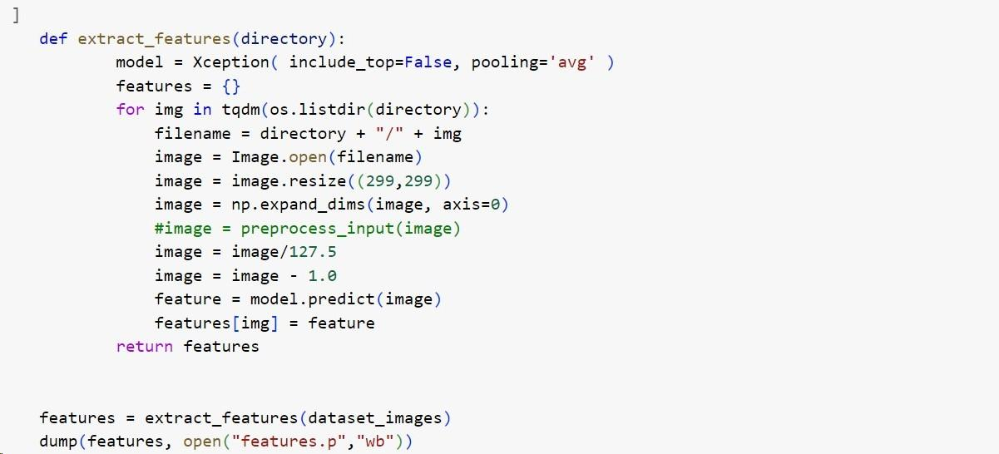 ]
def extract_features(directory):
model = Xception( include_top=False, pooling='avg' )
features = {}
for img in tqdm(os.listdir(directory)):
filename = directory + "/" + img
image = Image.open(filename)
image = image.resize((299,299))
image = np.expand_dims(image, axis=0)
#image = preprocess_input(image)
image = image/127.5
image = image - 1.0
feature = model.predict(image)
features[img] = feature
return features
features = extract_features(dataset_images)
dump(features, open("features.p","wb"))